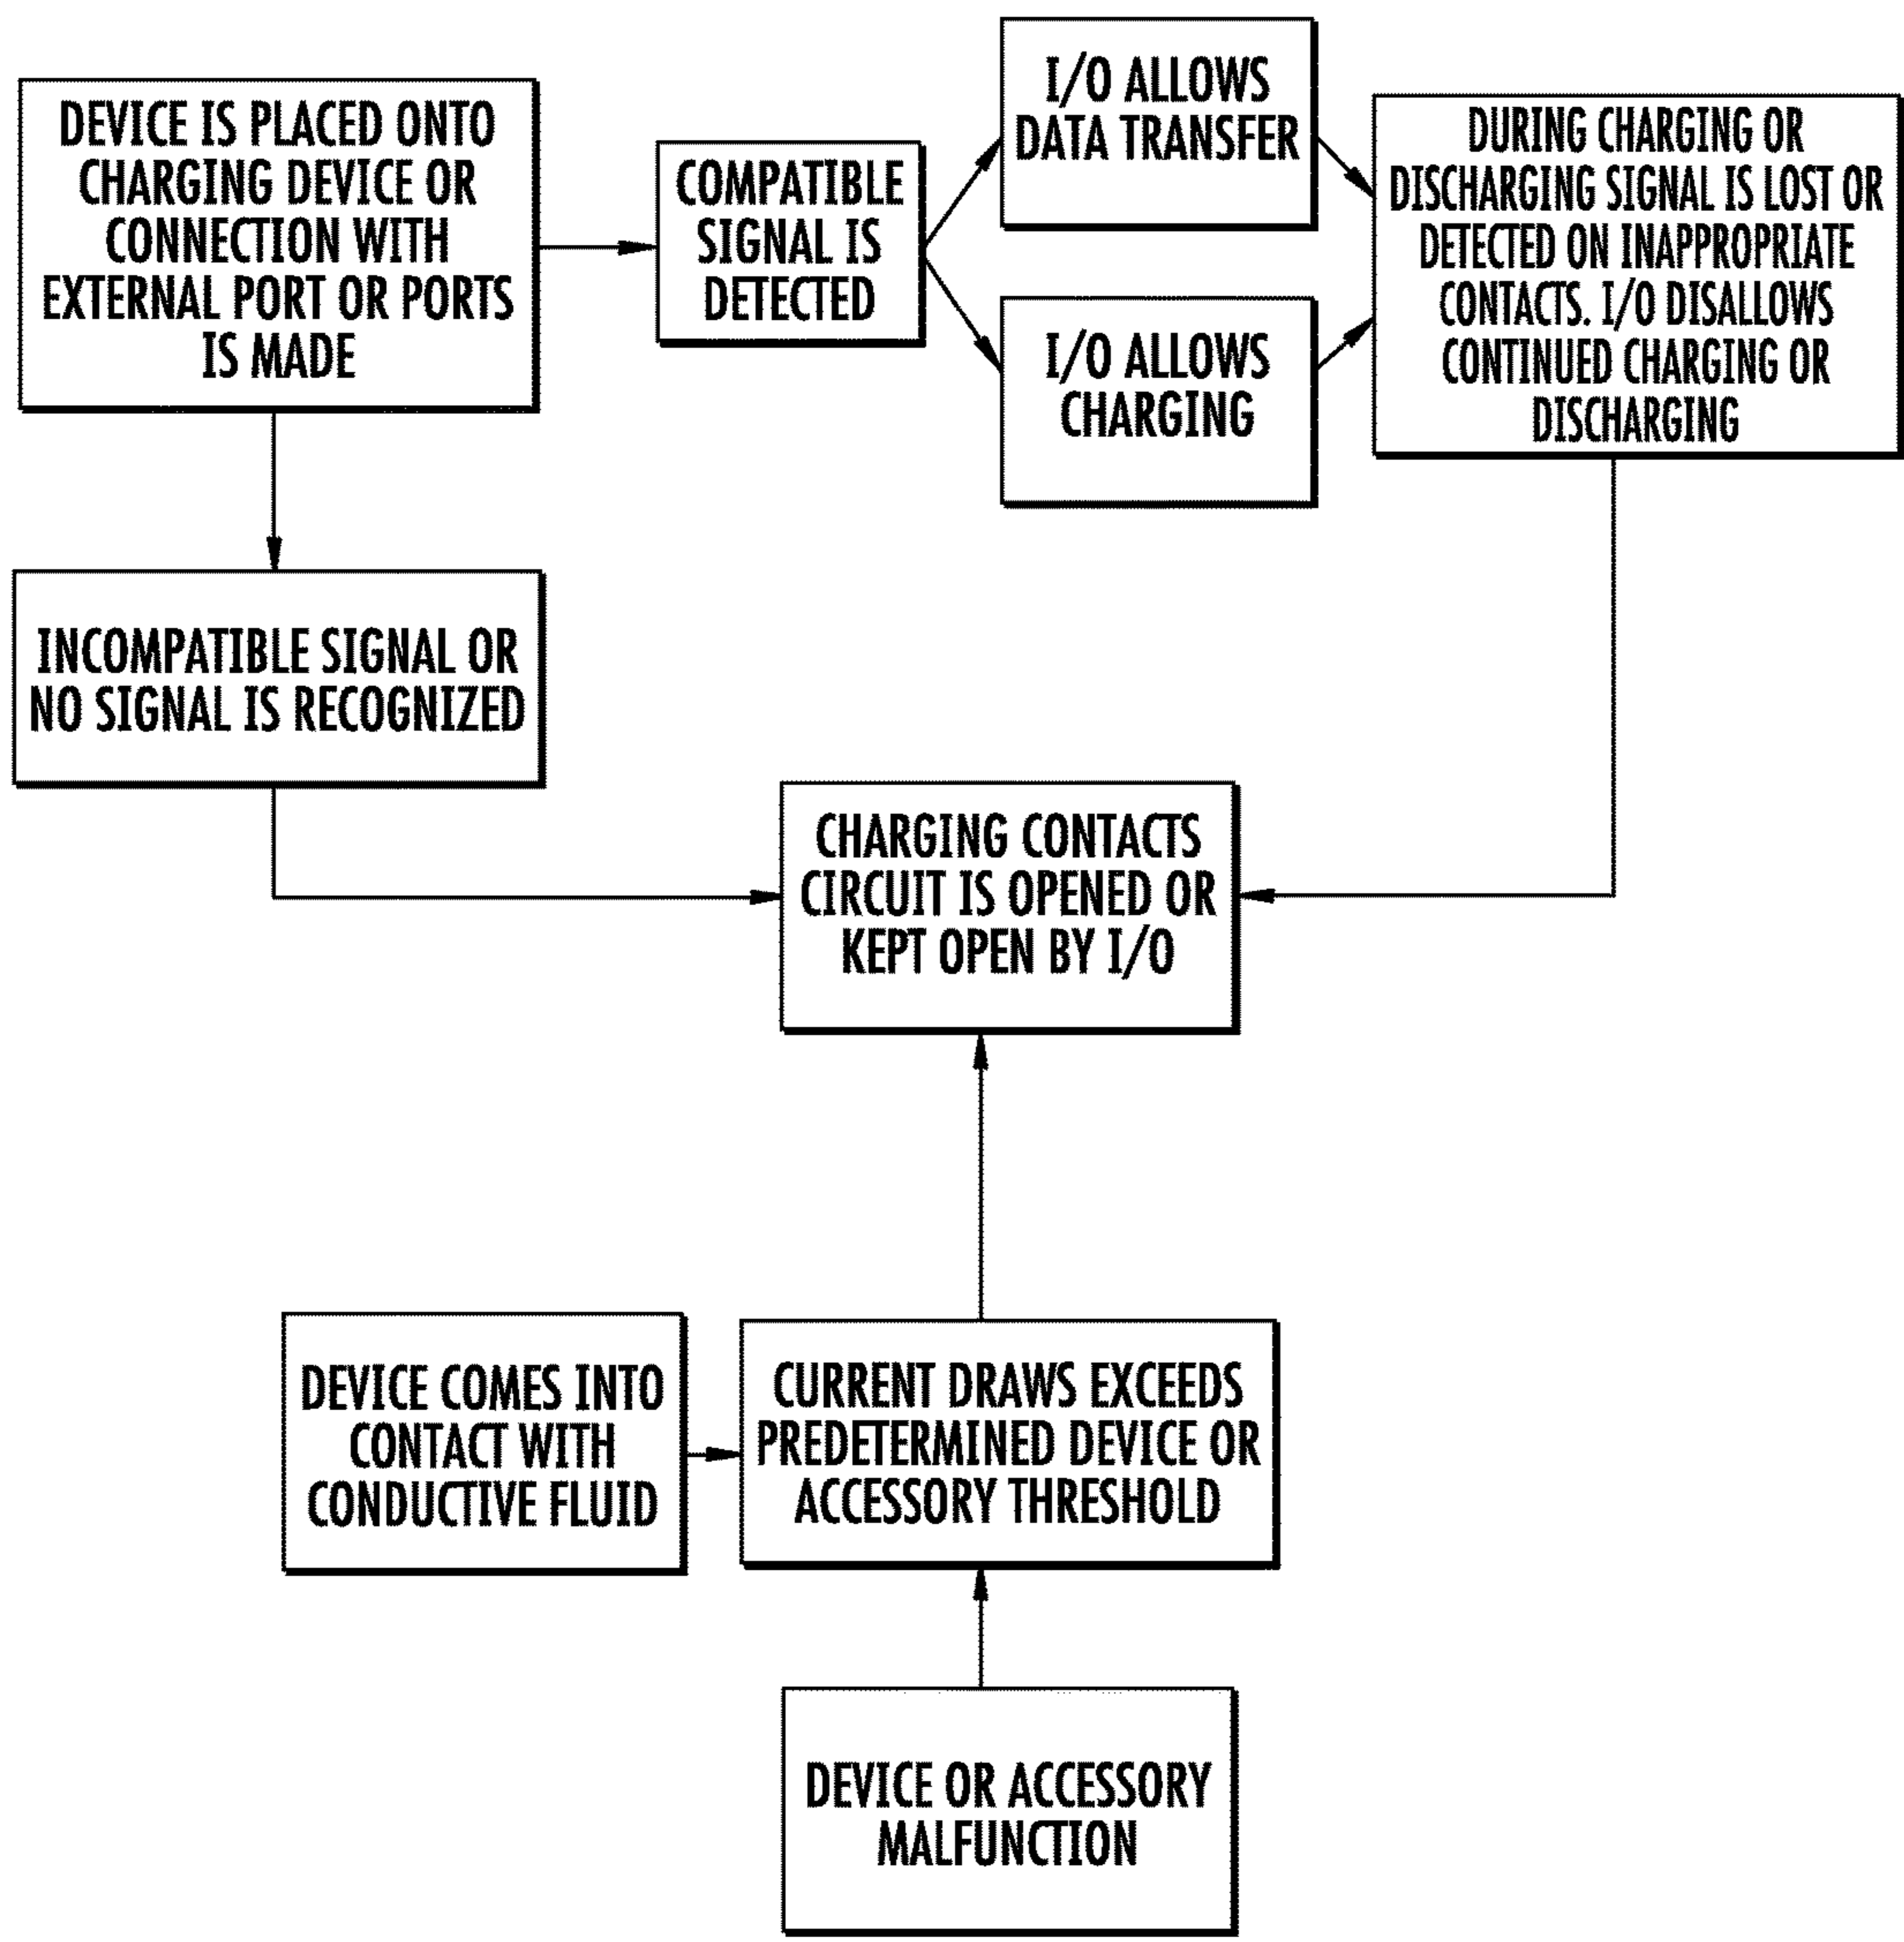 DEVICE IS PLACED ONTO
CHARGING DEVICE OR
CONNECTION WITH
EXTERNAL PORT OR PORTS
IS MADE
COMPATIBLE
SIGNAL IS
DETECTED
I/O ALLOWS
DATA TRANSFER
I/O ALLOWS
CHARGING
DURING CHARGING OR
DISCHARGING SIGNAL IS LOST OR
DETECTED ON INAPPROPRIATE
CONTACTS. I/O DISALLOWS
CONTINUED CHARGING OR
DISCHARGING
INCOMPATIBLE SIGNAL OR
NO SIGNAL IS RECOGNIZED
CHARGING CONTACTS
CIRCUIT IS OPENED OR
KEPT OPEN BY I/O
DEVICE COMES INTO
CONTACT WITH
CONDUCTIVE FLUID
CURRENT DRAWS EXCEEDS
PREDETERMINED DEVICE OR
ACCESSORY THRESHOLD
DEVICE OR ACCESSORY
MALFUNCTION